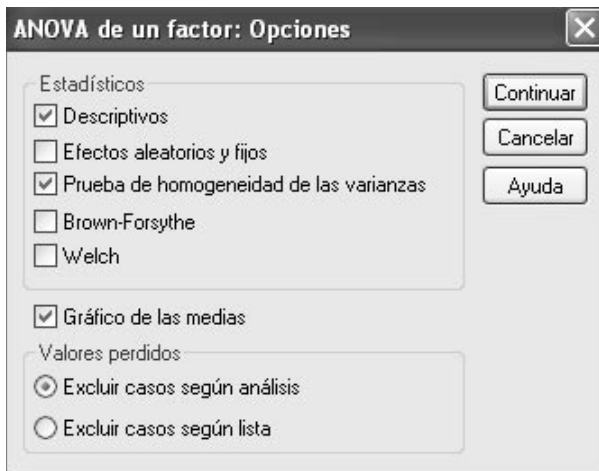 ANOVA de un factor: Opciones
Estadísticos
Descriptivos
Efectos aleatorios y fijos
Prueba de homogeneidad de las varianzas
Brown-Forsythe
Welch
Gráfico de las medias
Valores perdidos
Excluir casos según análisis
Excluir casos según lista
Continuar
Cancelar
Ayuda